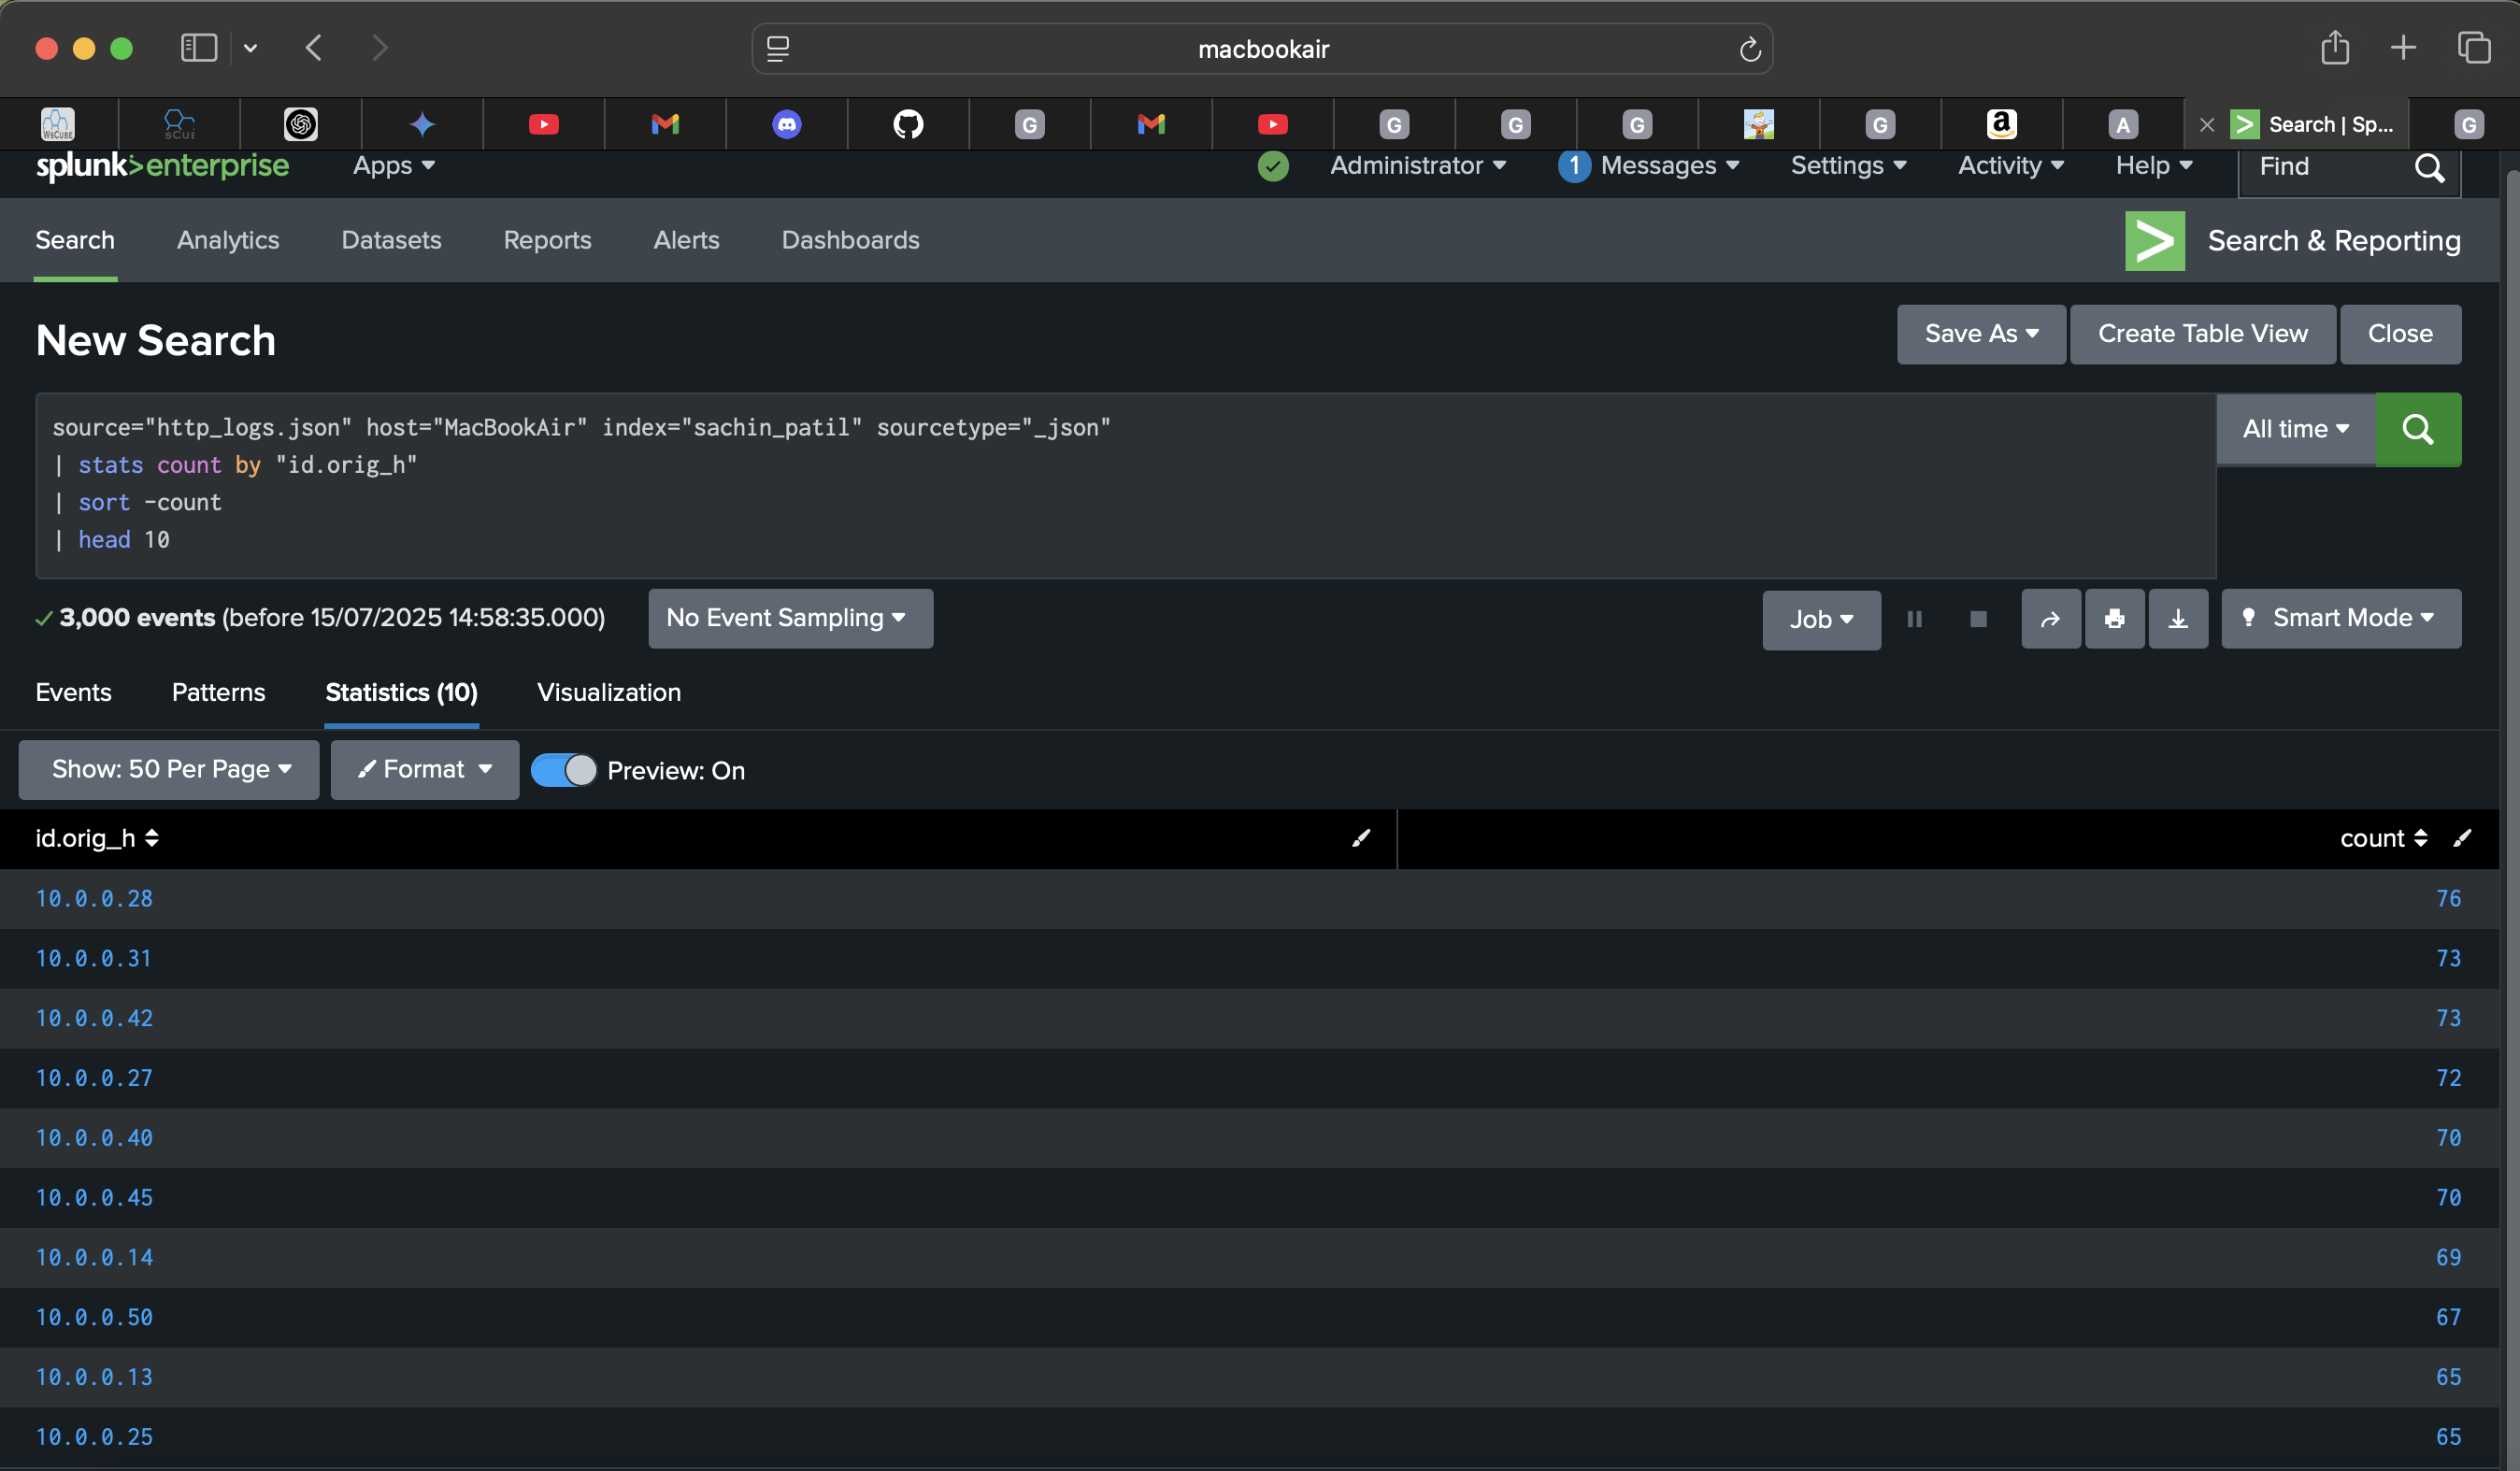 macbookair
WsCUBE
sCUE
G
G
G
G
G
a
A
Search | Sp...
G
splunk>enterprise
Apps
Administrator
1
Messages
Settings
Activity
Help
Find
Search
Analytics
Datasets
Reports
Alerts
Dashboards
Search & Reporting
New Search
Save As
Create Table View
Close
source="http_logs.json" host="MacBookAir" index="sachin_patil" sourcetype="_json"
| stats count by "id.orig_h"
| sort -count
| head 10
All time
3,000 events (before 15/07/2025 14:58:35.000)
No Event Sampling
Job
Smart Mode
Events
Patterns
Statistics (10)
Visualization
Show: 50 Per Page
Format
Preview: On
id.orig_h count
10.0.0.28 76
10.0.0.31 73
10.0.0.42 73
10.0.0.27 72
10.0.0.40 70
10.0.0.45 70
10.0.0.14 69
10.0.0.50 67
10.0.0.13 65
10.0.0.25 65